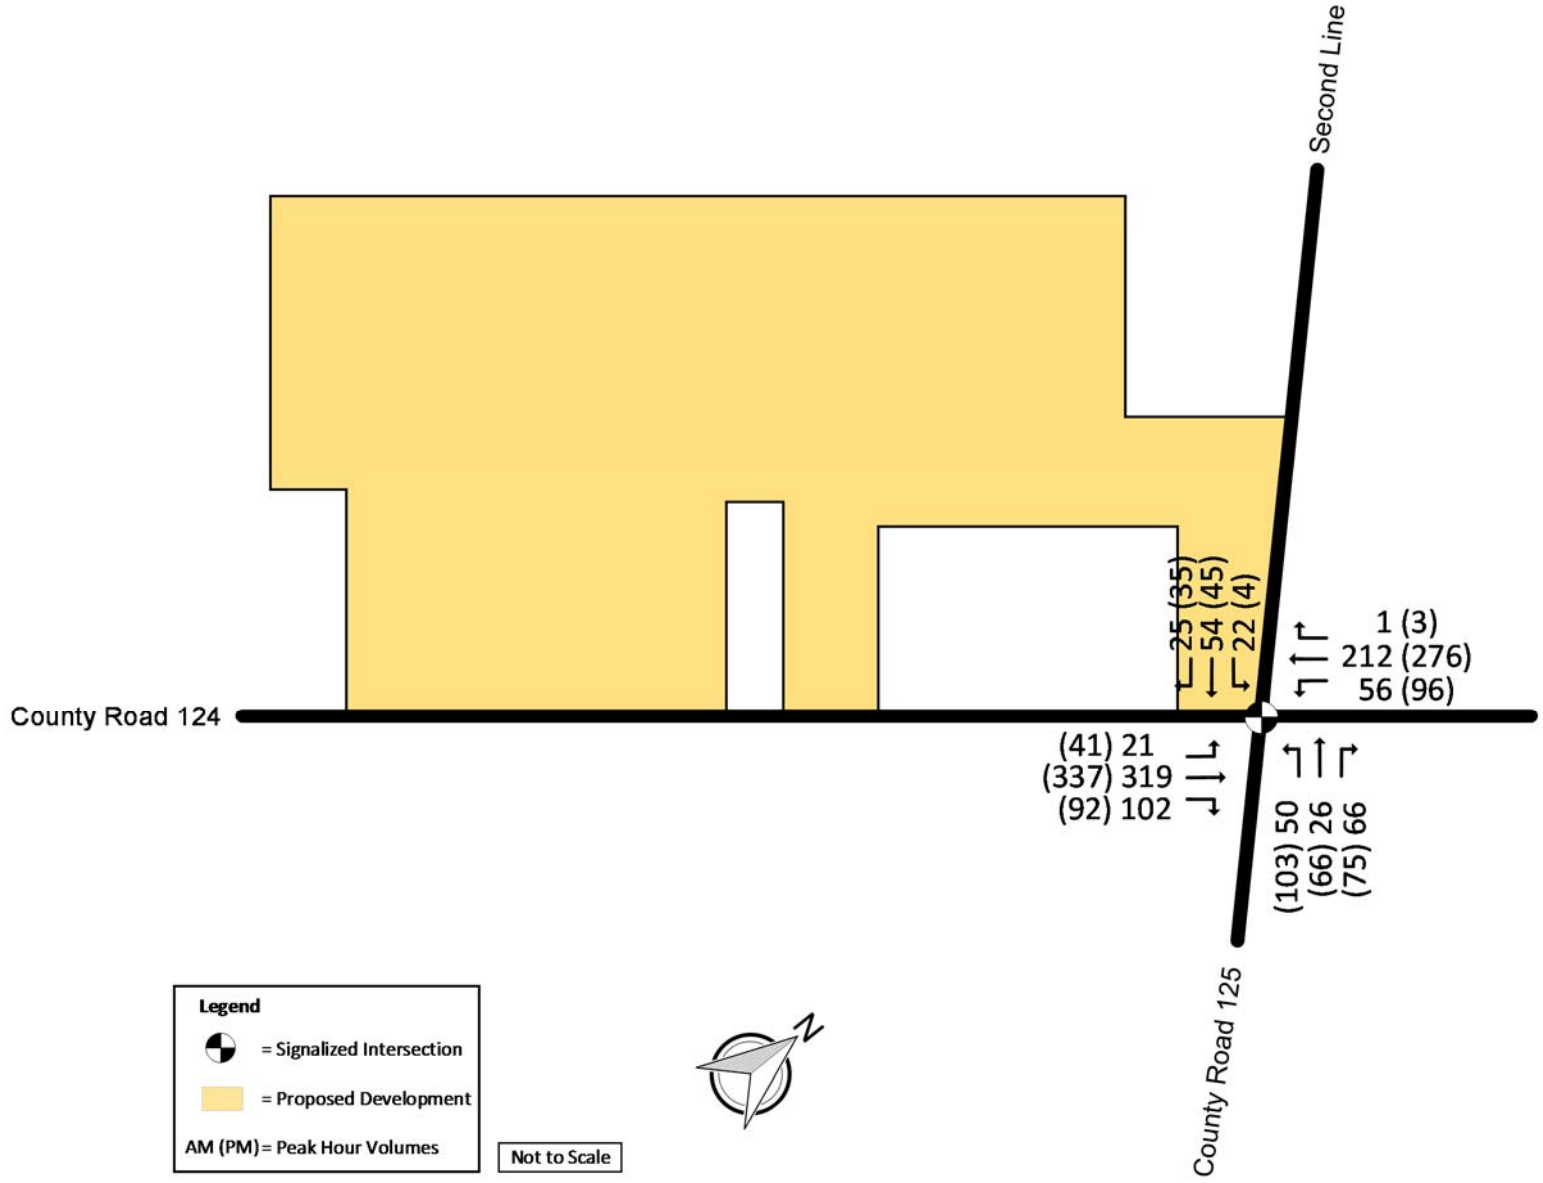 Second Line
25 (35)
54 (45)
22 (4)
1 (3)
212 (276)
56 (96)
County Road 124
(41) 21
(337) 319
(92) 102
(103) 50
(66) 26
(75) 66
County Road 125
Legend
= Signalized Intersection
= Proposed Development
AM (PM)= Peak Hour Volumes
Not to Scale
N